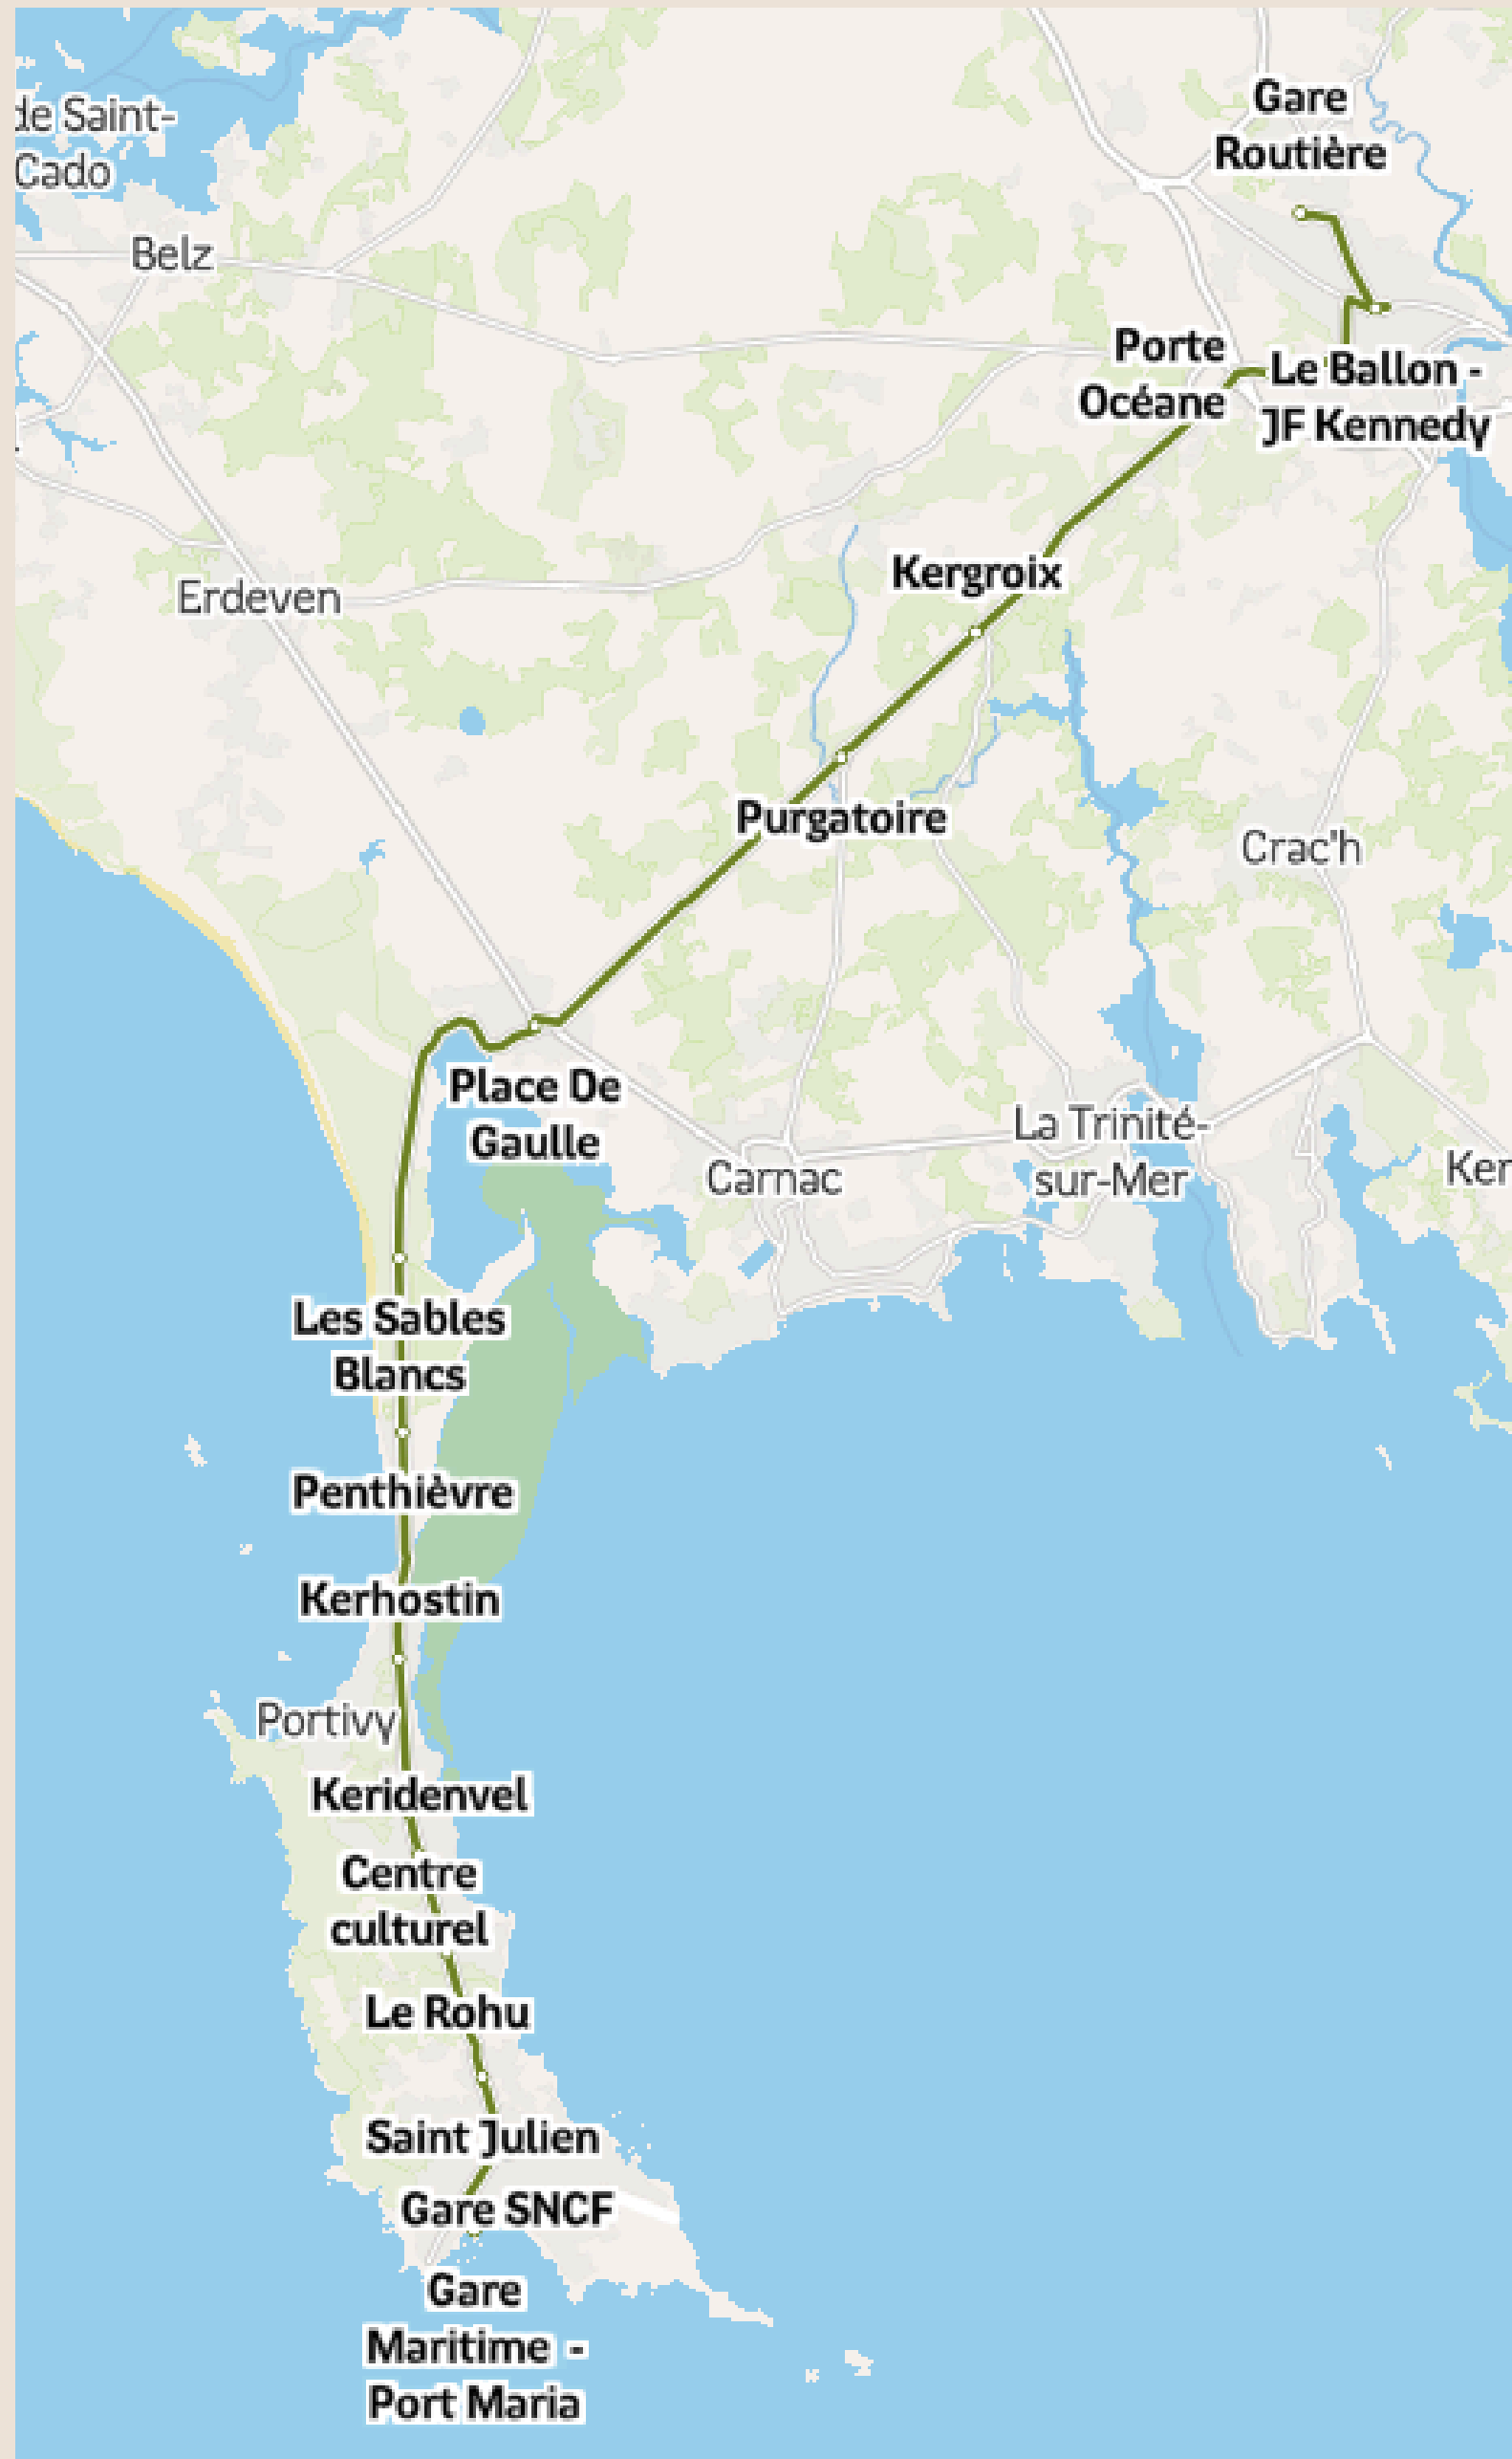 Gare
Routière
de Saint-
Cado
Belz
Porte
Océane
Le Ballon -
JF Kennedy
Kergroix
Erdeven
Purgatoire
Crac'h
Place De
Gaulle
La Trinité-
sur-Mer
Carnac
Ker
Les Sables
Blancs
Penthièvre
Kerhostin
Portivy
Keridenvel
Centre
culturel
Le Rohu
Saint Julien
Gare SNCF
Gare
Maritime -
Port Maria